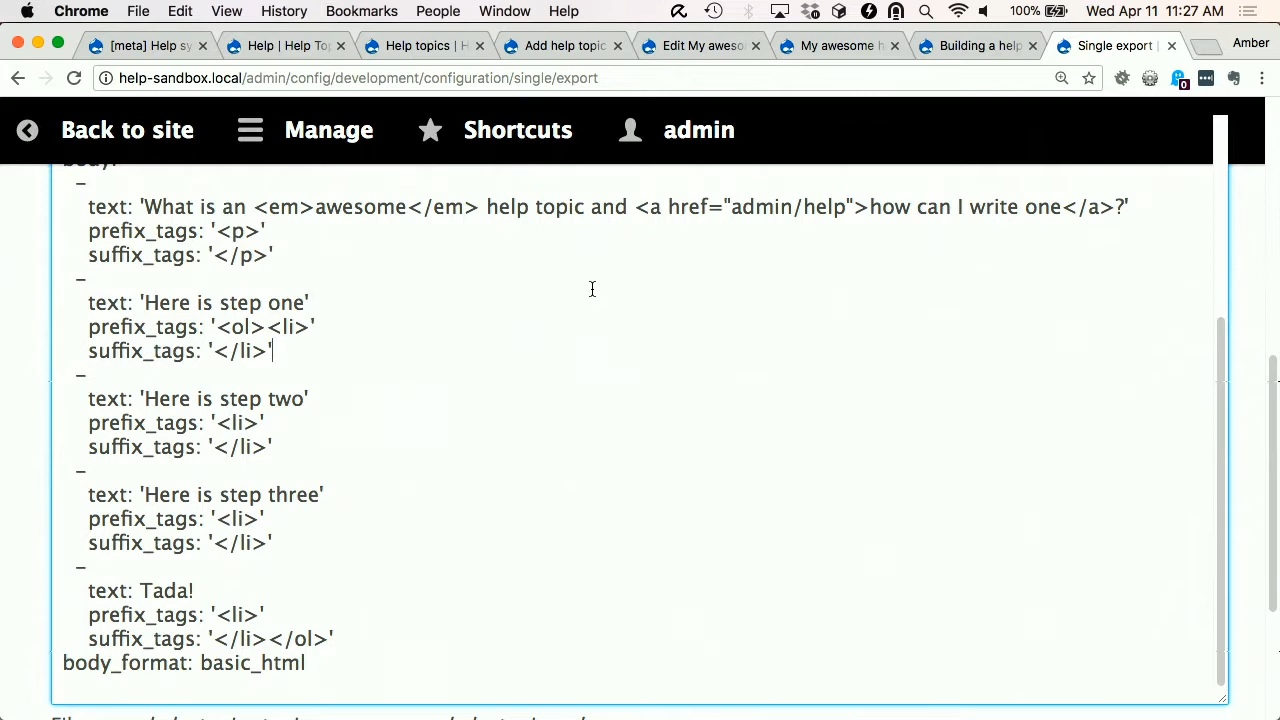 Chrome File Edit View History Bookmarks People Window Help 100% Wed Apr 11 11:27 AM
[meta] Help sy Help | Help To Help topics | H Add help topic Edit My aweso My awesome h Building a help Single export | Amber
help-sandbox.local/admin/config/development/configuration/single/export 0
Back to site Manage Shortcuts admin
body:
–
text: 'What is an <em>awesome</em> help topic and <a href="admin/help">how can I write one</a>?'
prefix_tags: '<p>'
suffix_tags: '</p>'
–
text: 'Here is step one'
prefix_tags: '<ol><li>'
suffix_tags: '</li>'
–
text: 'Here is step two'
prefix_tags: '<li>'
suffix_tags: '</li>'
–
text: 'Here is step three'
prefix_tags: '<li>'
suffix_tags: '</li>'
–
text: Tada!
prefix_tags: '<li>'
suffix_tags: '</li></ol>'
body_format: basic_html